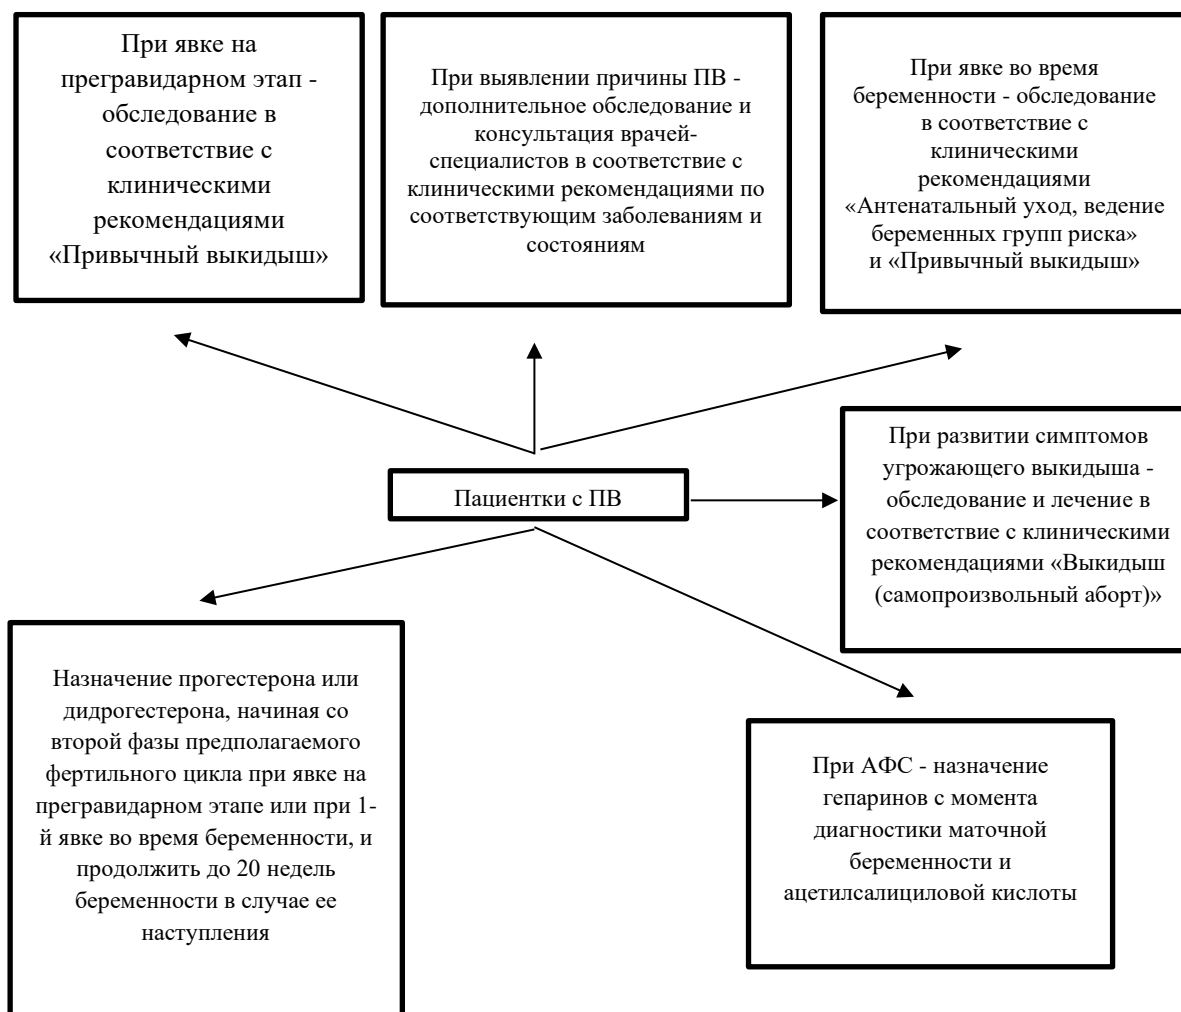 При явке на
прегравидарном этап -
обследование в
соответствие с
клиническими
рекомендациями
«Привычный выкидыш»
При выявлении причины ПВ -
дополнительное обследование и
консультация врачей-
специалистов в соответствие с
клиническими рекомендациями по
соответствующим заболеваниям и
состояниям
При явке во время
беременности - обследование
в соответствие с
клиническими
рекомендациями
«Антенатальный уход, ведение
беременных групп риска»
и «Привычный выкидыш»
При развитии симптомов
угрожающего выкидыша -
обследование и лечение в
соответствие с клиническими
рекомендациями «Выкидыш
(самопроизвольный аборт)»
Пациентки с ПВ
Назначение прогестерона или
дидрогестерона, начиная со
второй фазы предполагаемого
фертильного цикла при явке на
прегравидарном этапе или при 1-
й явке во время беременности, и
продолжить до 20 недель
беременности в случае ее
наступления
При АФС - назначение
гепаринов с момента
диагностики маточной
беременности и
ацетилсалициловой кислоты